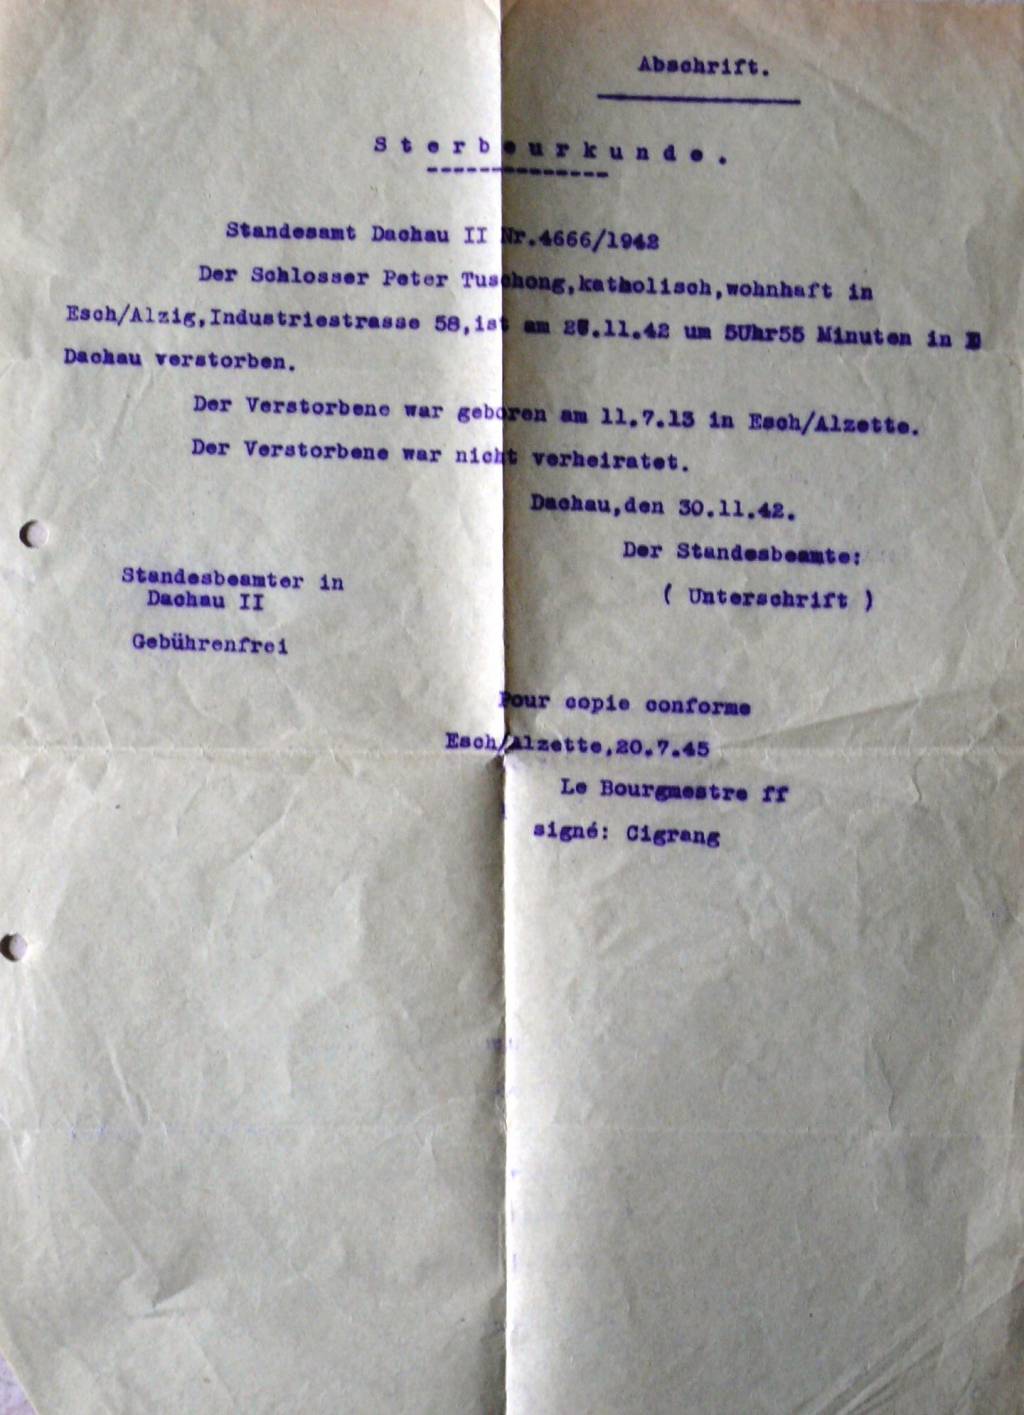 Abschrift.
Sterbeurkunde.
Standesamt Dachau II Nr.4666/1942
Der Schlosser Peter Tuschong,katholisch,wohnhaft in
Esch/Alzig,Industriestrasse 58,ist am um 5Uhr55 Minuten in
Dachau verstorben.
Der Verstorbene war geboren am 11.7.13 in Esch/Alzette.
Der Verstorbene war nicht verheiratet.
Dachau,den 30.11.42.
Der Standesbeamte:
( Unterschrift )
Standesbeamter in
Dachau II
Gebührenfrei
Pour copie conforme
Esch/Alzette,20.7.45
Le Bourgmestre ff
signé: Cigrang